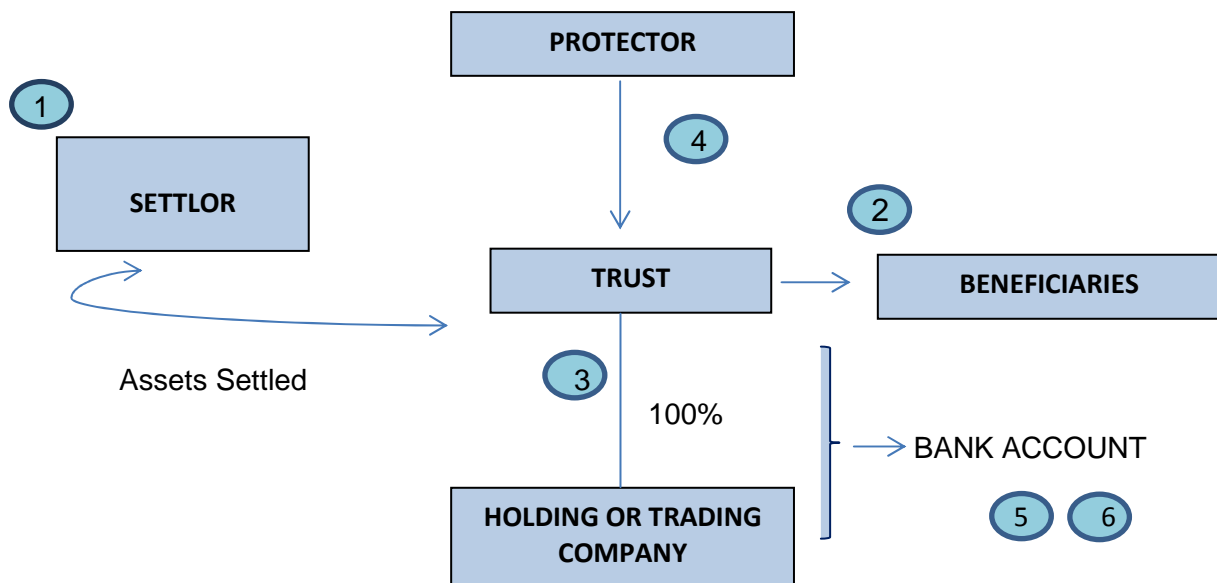 PROTECTOR
1
4
SETTLOR
2
TRUST
BENEFICIARIES
Assets Settled
3
100%
BANK ACCOUNT
HOLDING OR TRADING
COMPANY
5
6